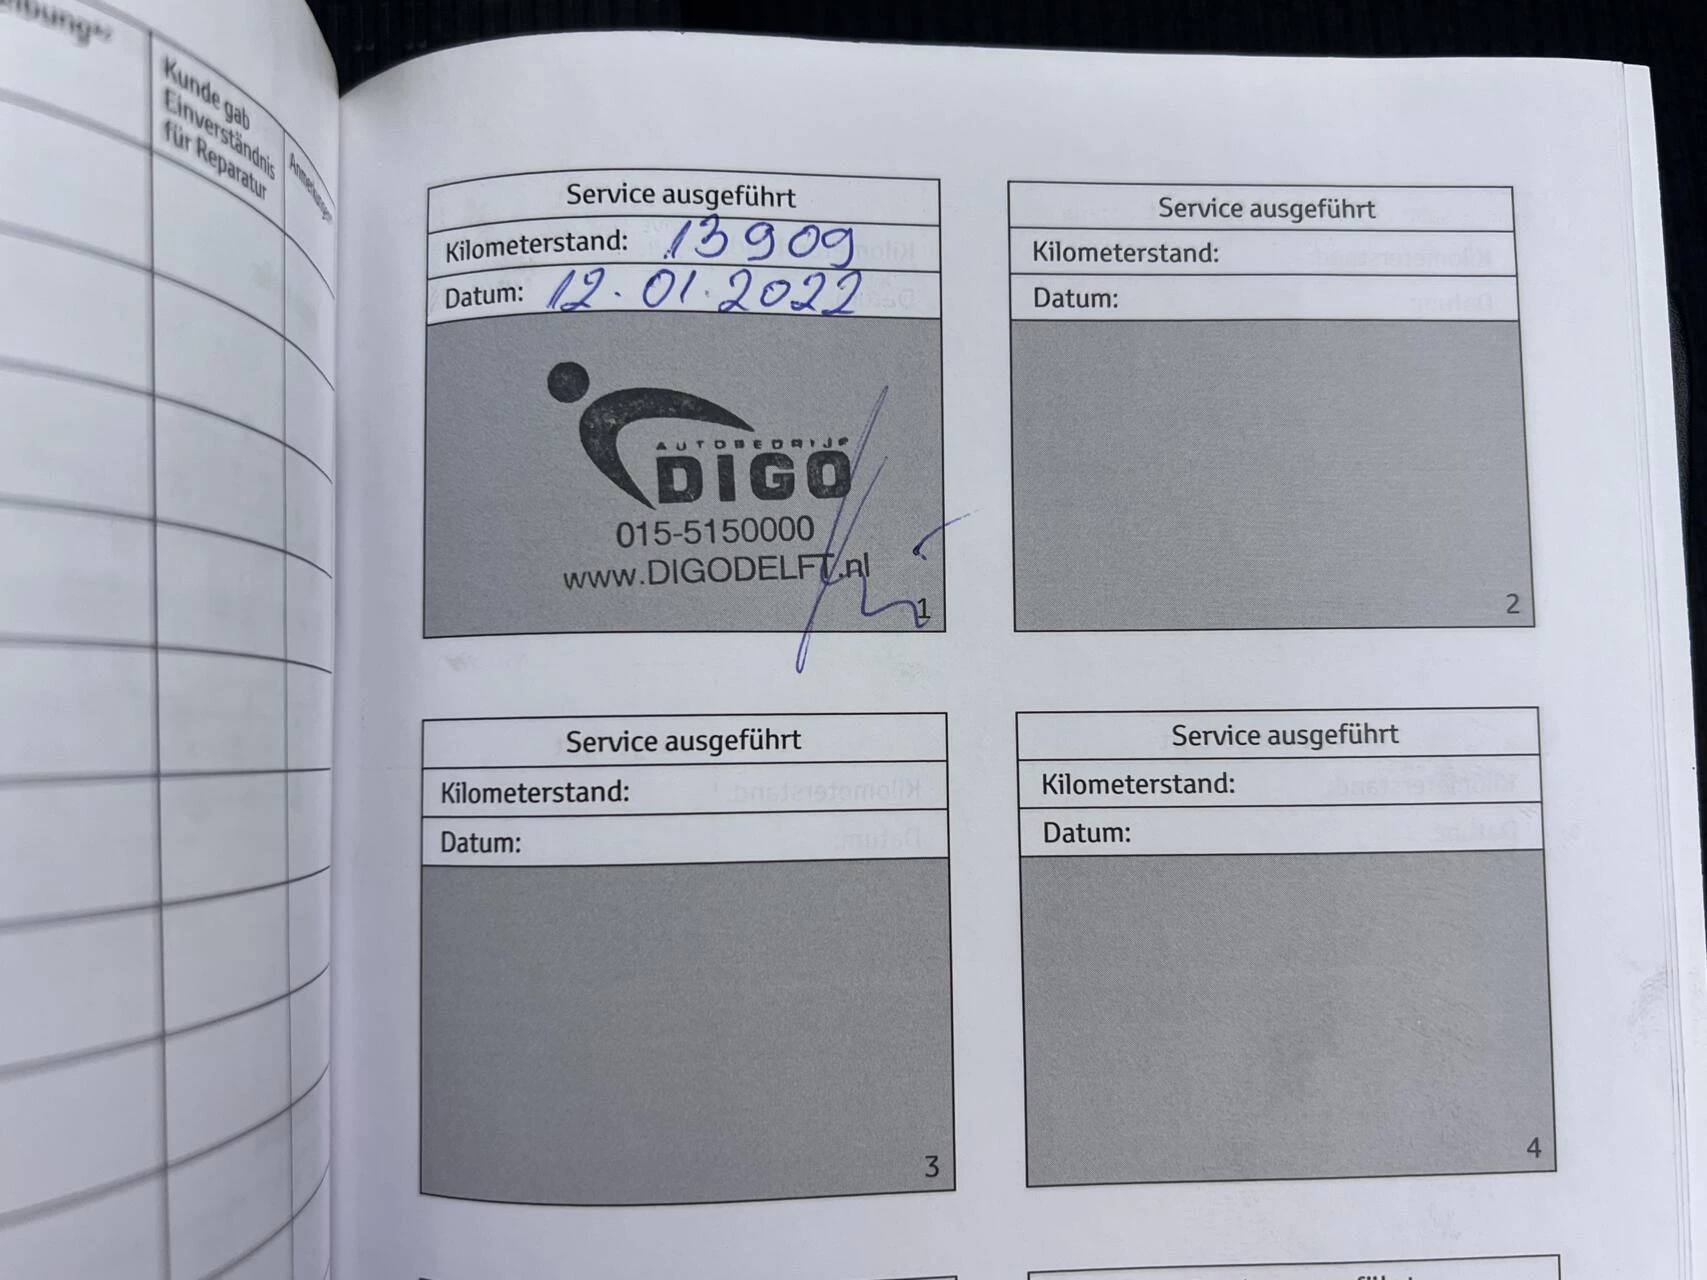 Kunde gab
Einverständnis
für Reparatur
Service ausgeführt
Kilometerstand: 13909
Datum: 12.01.2022
AUTOBEDRIJF
DIGO
015-5150000
www.DIGODELFT.nl
1
Service ausgeführt
Kilometerstand:
Datum:
2
Service ausgeführt
Kilometerstand:
Datum:
3
Service ausgeführt
Kilometerstand:
Datum:
4